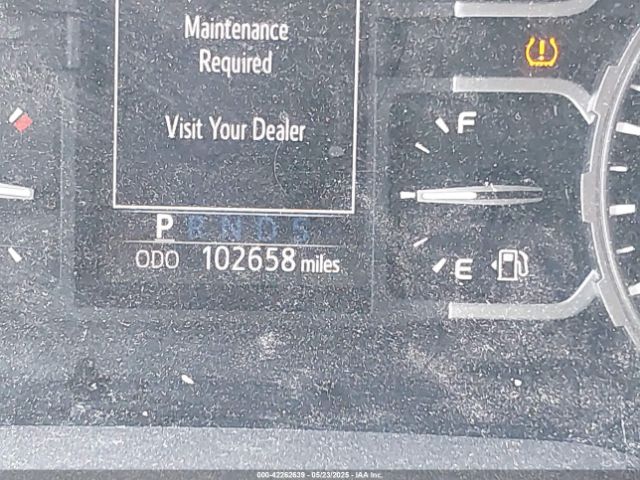 Maintenance
Required
Visit Your Dealer
F
P R N D S
E
ODO 102658 miles
000-42262639 - 05/23/2025 - IAA Inc.